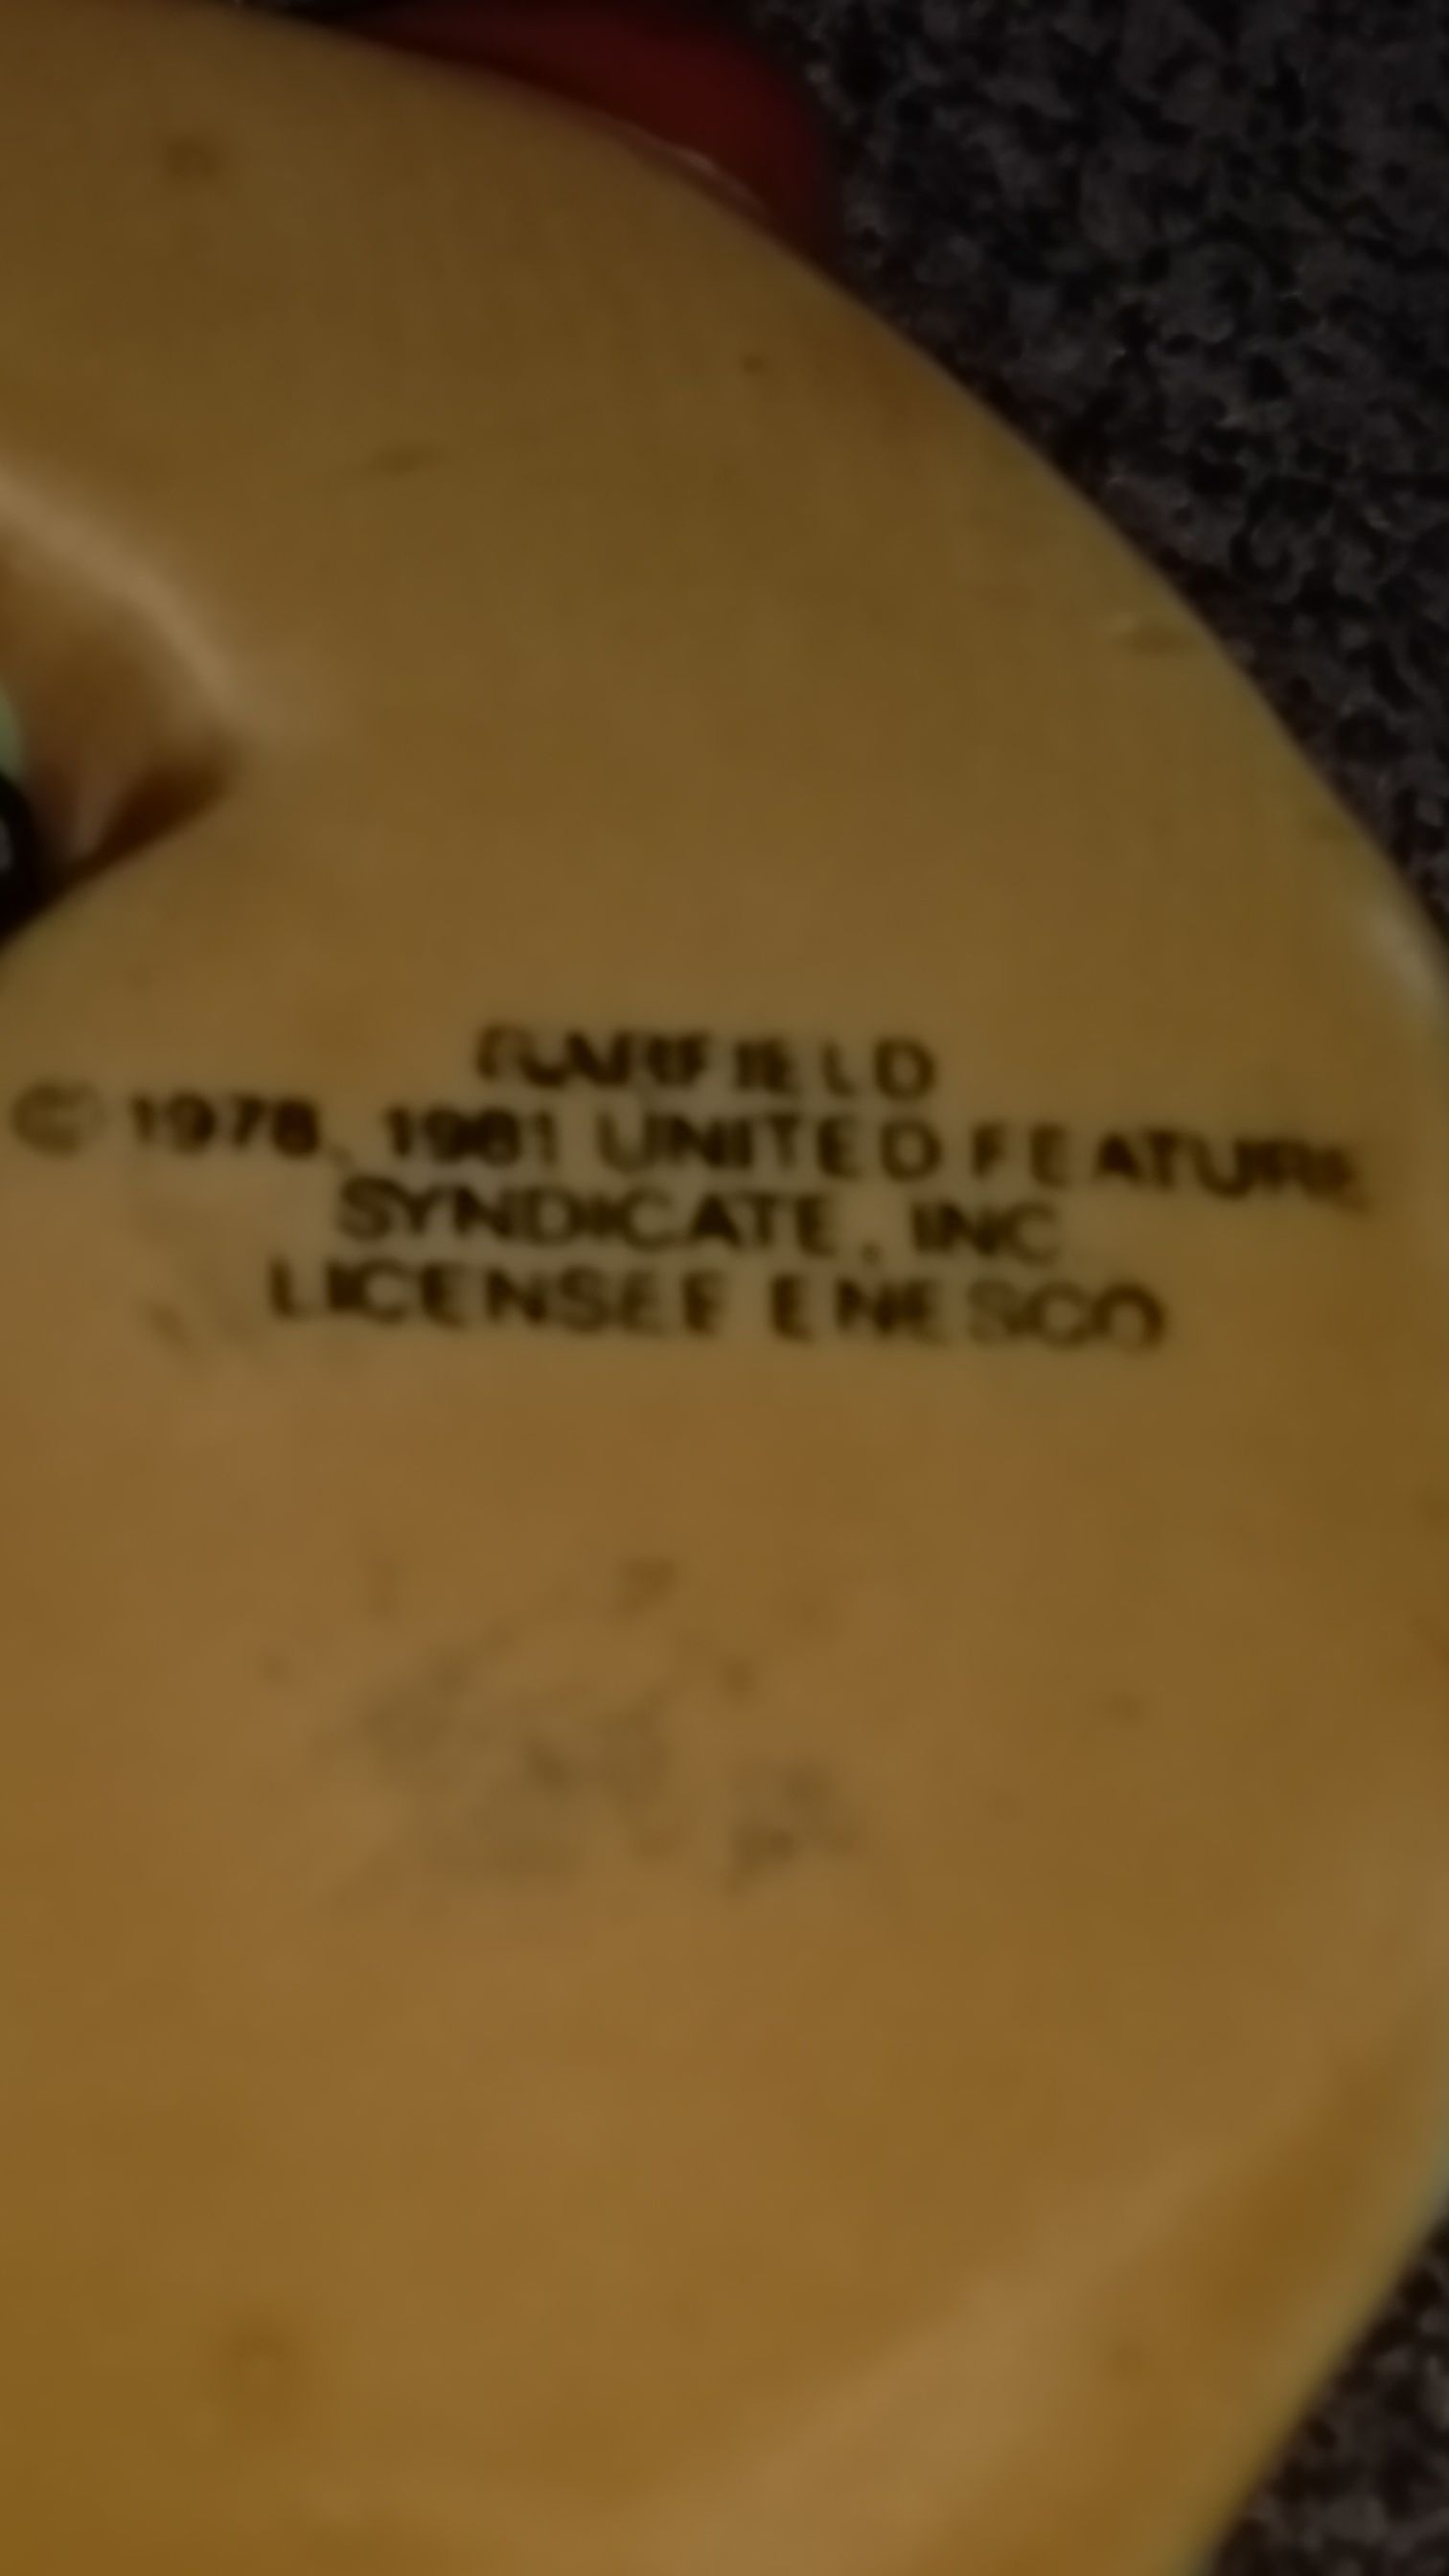 GARFIELD
© 1978, 1981 UNITED FEATURE
SYNDICATE, INC
LICENSEE ENESCO